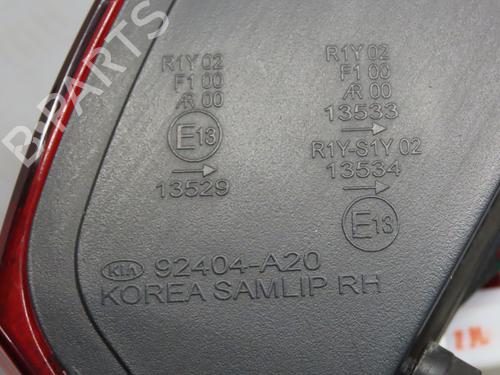 R1Y 02
F1 00
AR 00
E13
13529
R1Y 02
F1 00
AR 00
13533
R1Y-S1Y 02
13534
E13
KIA 92404-A20
KOREA SAMLIP RH
B-PARTS